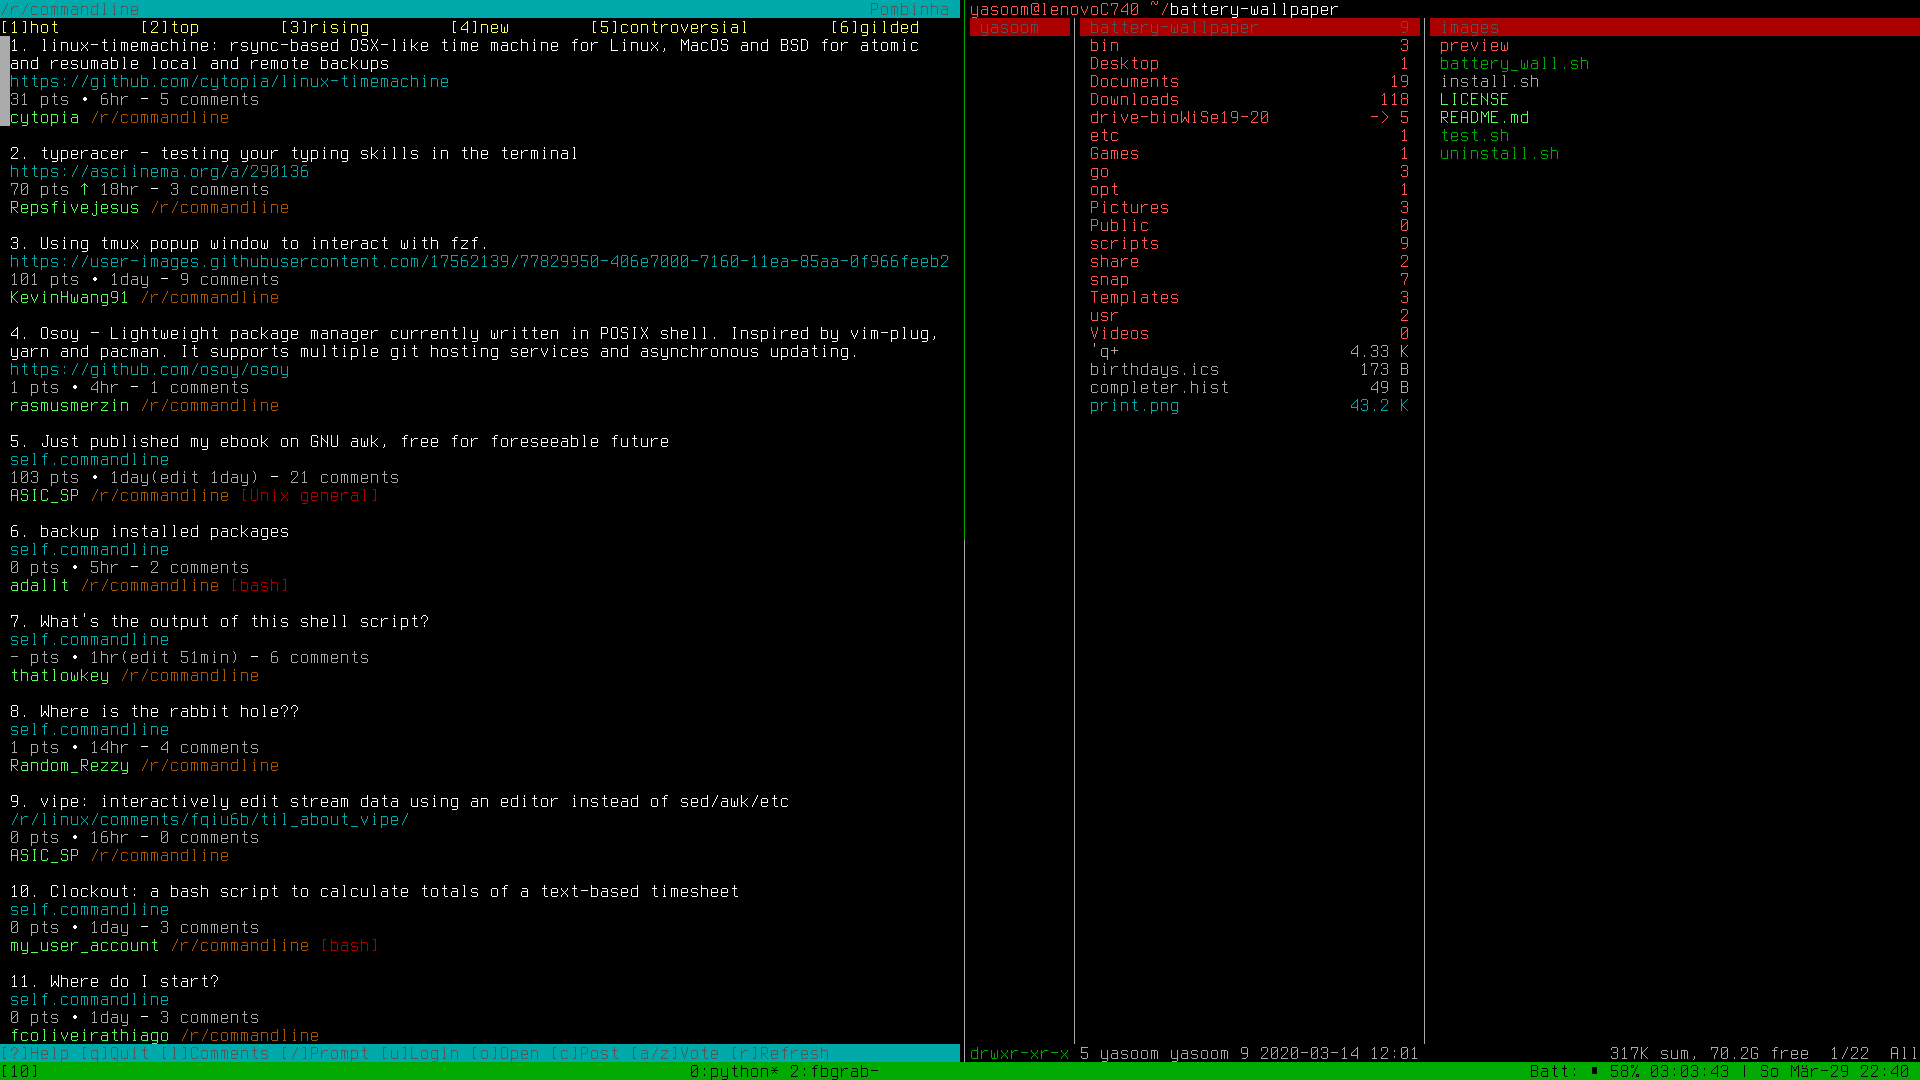 /r/commandline Pombinha
[1]hot [2]top [3]rising [4]new [5]controversial [6]gilded
1. linux-timemachine: rsync-based OSX-like time machine for Linux, MacOS and BSD for atomic
and resumable local and remote backups
https://github.com/cytopia/linux-timemachine
31 pts • 6hr - 5 comments
cytopia /r/commandline
2. typeracer - testing your typing skills in the terminal
https://asciinema.org/a/290136
70 pts ↑ 18hr - 3 comments
Repsfivejesus /r/commandline
3. Using tmux popup window to interact with fzf.
https://user-images.githubusercontent.com/17562139/77829950-406e7000-7160-11ea-85aa-0f966feeb2
101 pts • 1day - 9 comments
KevinHwang91 /r/commandline
4. Osoy - Lightweight package manager currently written in POSIX shell. Inspired by vim-plug,
yarn and pacman. It supports multiple git hosting services and asynchronous updating.
https://github.com/osoy/osoy
1 pts • 4hr - 1 comments
rasmusmerzin /r/commandline
5. Just published my ebook on GNU awk, free for foreseeable future
self.commandline
103 pts • 1day(edit 1day) - 21 comments
ASIC_SP /r/commandline [Unix general]
6. backup installed packages
self.commandline
0 pts • 5hr - 2 comments
adallt /r/commandline [bash]
7. What's the output of this shell script?
self.commandline
- pts • 1hr(edit 51min) - 6 comments
thatlowkey /r/commandline
8. Where is the rabbit hole??
self.commandline
1 pts • 14hr - 4 comments
Random_Rezzy /r/commandline
9. vipe: interactively edit stream data using an editor instead of sed/awk/etc
/r/linux/comments/fqiu6b/til_about_vipe/
0 pts • 16hr - 0 comments
ASIC_SP /r/commandline
10. Clockout: a bash script to calculate totals of a text-based timesheet
self.commandline
0 pts • 1day - 3 comments
my_user_account /r/commandline [bash]
11. Where do I start?
self.commandline
0 pts • 1day - 3 comments
fcoliveirathiago /r/commandline
[?]Help [q]Quit [l]Comments [/]Prompt [u]Login [o]Open [c]Post [a/z]Vote [r]Refresh
yasoom@lenovoC740 ~/battery-wallpaper
yasoom
battery-wallpaper 9
bin 3
Desktop 1
Documents 19
Downloads 118
drive-bioWiSe19-20 -> 5
etc 1
Games 1
go 3
opt 1
Pictures 3
Public 0
scripts 9
share 2
snap 7
Templates 3
usr 2
Videos 0
'q+ 4.33 K
birthdays.ics 173 B
completer.hist 49 B
print.png 43.2 K
images
preview
battery_wall.sh
install.sh
LICENSE
README.md
test.sh
uninstall.sh
drwxr-xr-x 5 yasoom yasoom 9 2020-03-14 12:01 317K sum, 70.2G free 1/22 All
[10] 0:python* 2:fbgrab- Batt: ▪ 58% 03:03:43 | So Mär-29 22:40